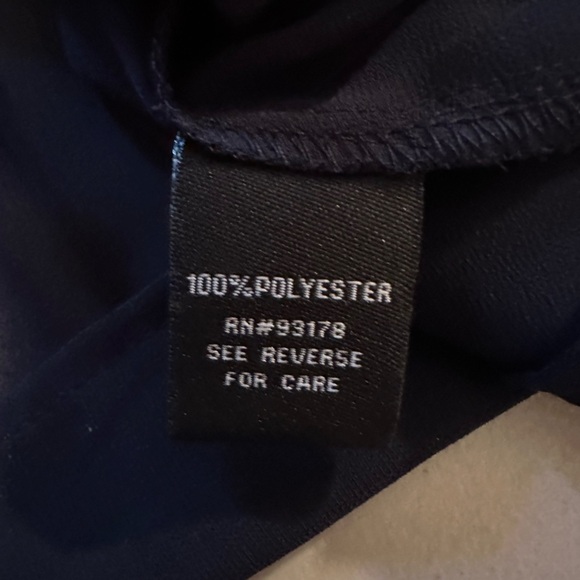 100%POLYESTER
RN#93178
SEE REVERSE
FOR CARE